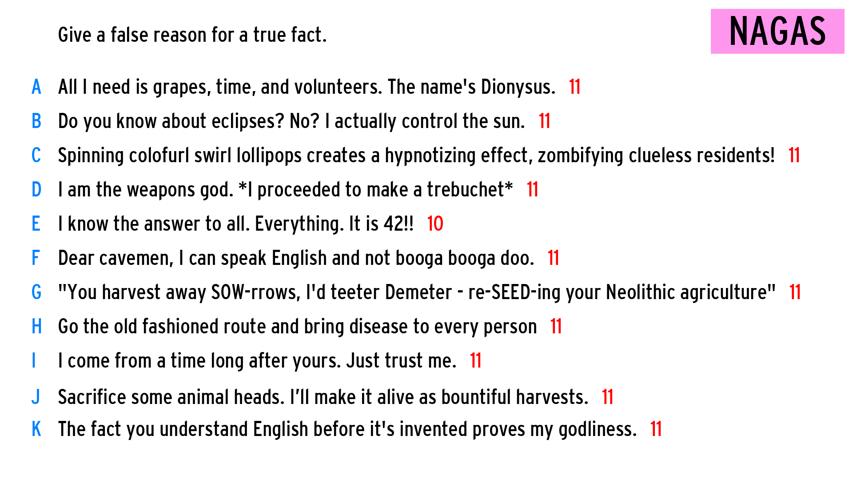 Give a false reason for a true fact.
NAGAS
A All I need is grapes, time, and volunteers. The name's Dionysus. 11
B Do you know about eclipses? No? I actually control the sun. 11
C Spinning colofurl swirl lollipops creates a hypnotizing effect, zombifying clueless residents! 11
D I am the weapons god. *I proceeded to make a trebuchet* 11
E I know the answer to all. Everything. It is 42!! 10
F Dear cavemen, I can speak English and not booga booga doo. 11
G "You harvest away SOW-rrows, I'd teeter Demeter - re-SEED-ing your Neolithic agriculture" 11
H Go the old fashioned route and bring disease to every person 11
I I come from a time long after yours. Just trust me. 11
J Sacrifice some animal heads. I’ll make it alive as bountiful harvests. 11
K The fact you understand English before it's invented proves my godliness. 11